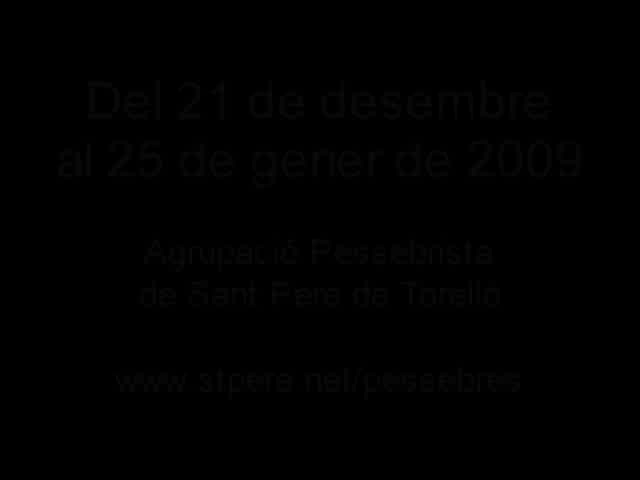 Del 21 de desembre
al 25 de gener de 2009
Agrupació Pessebrista
de Sant Pere de Torelló
www.stpere.net/pessebres